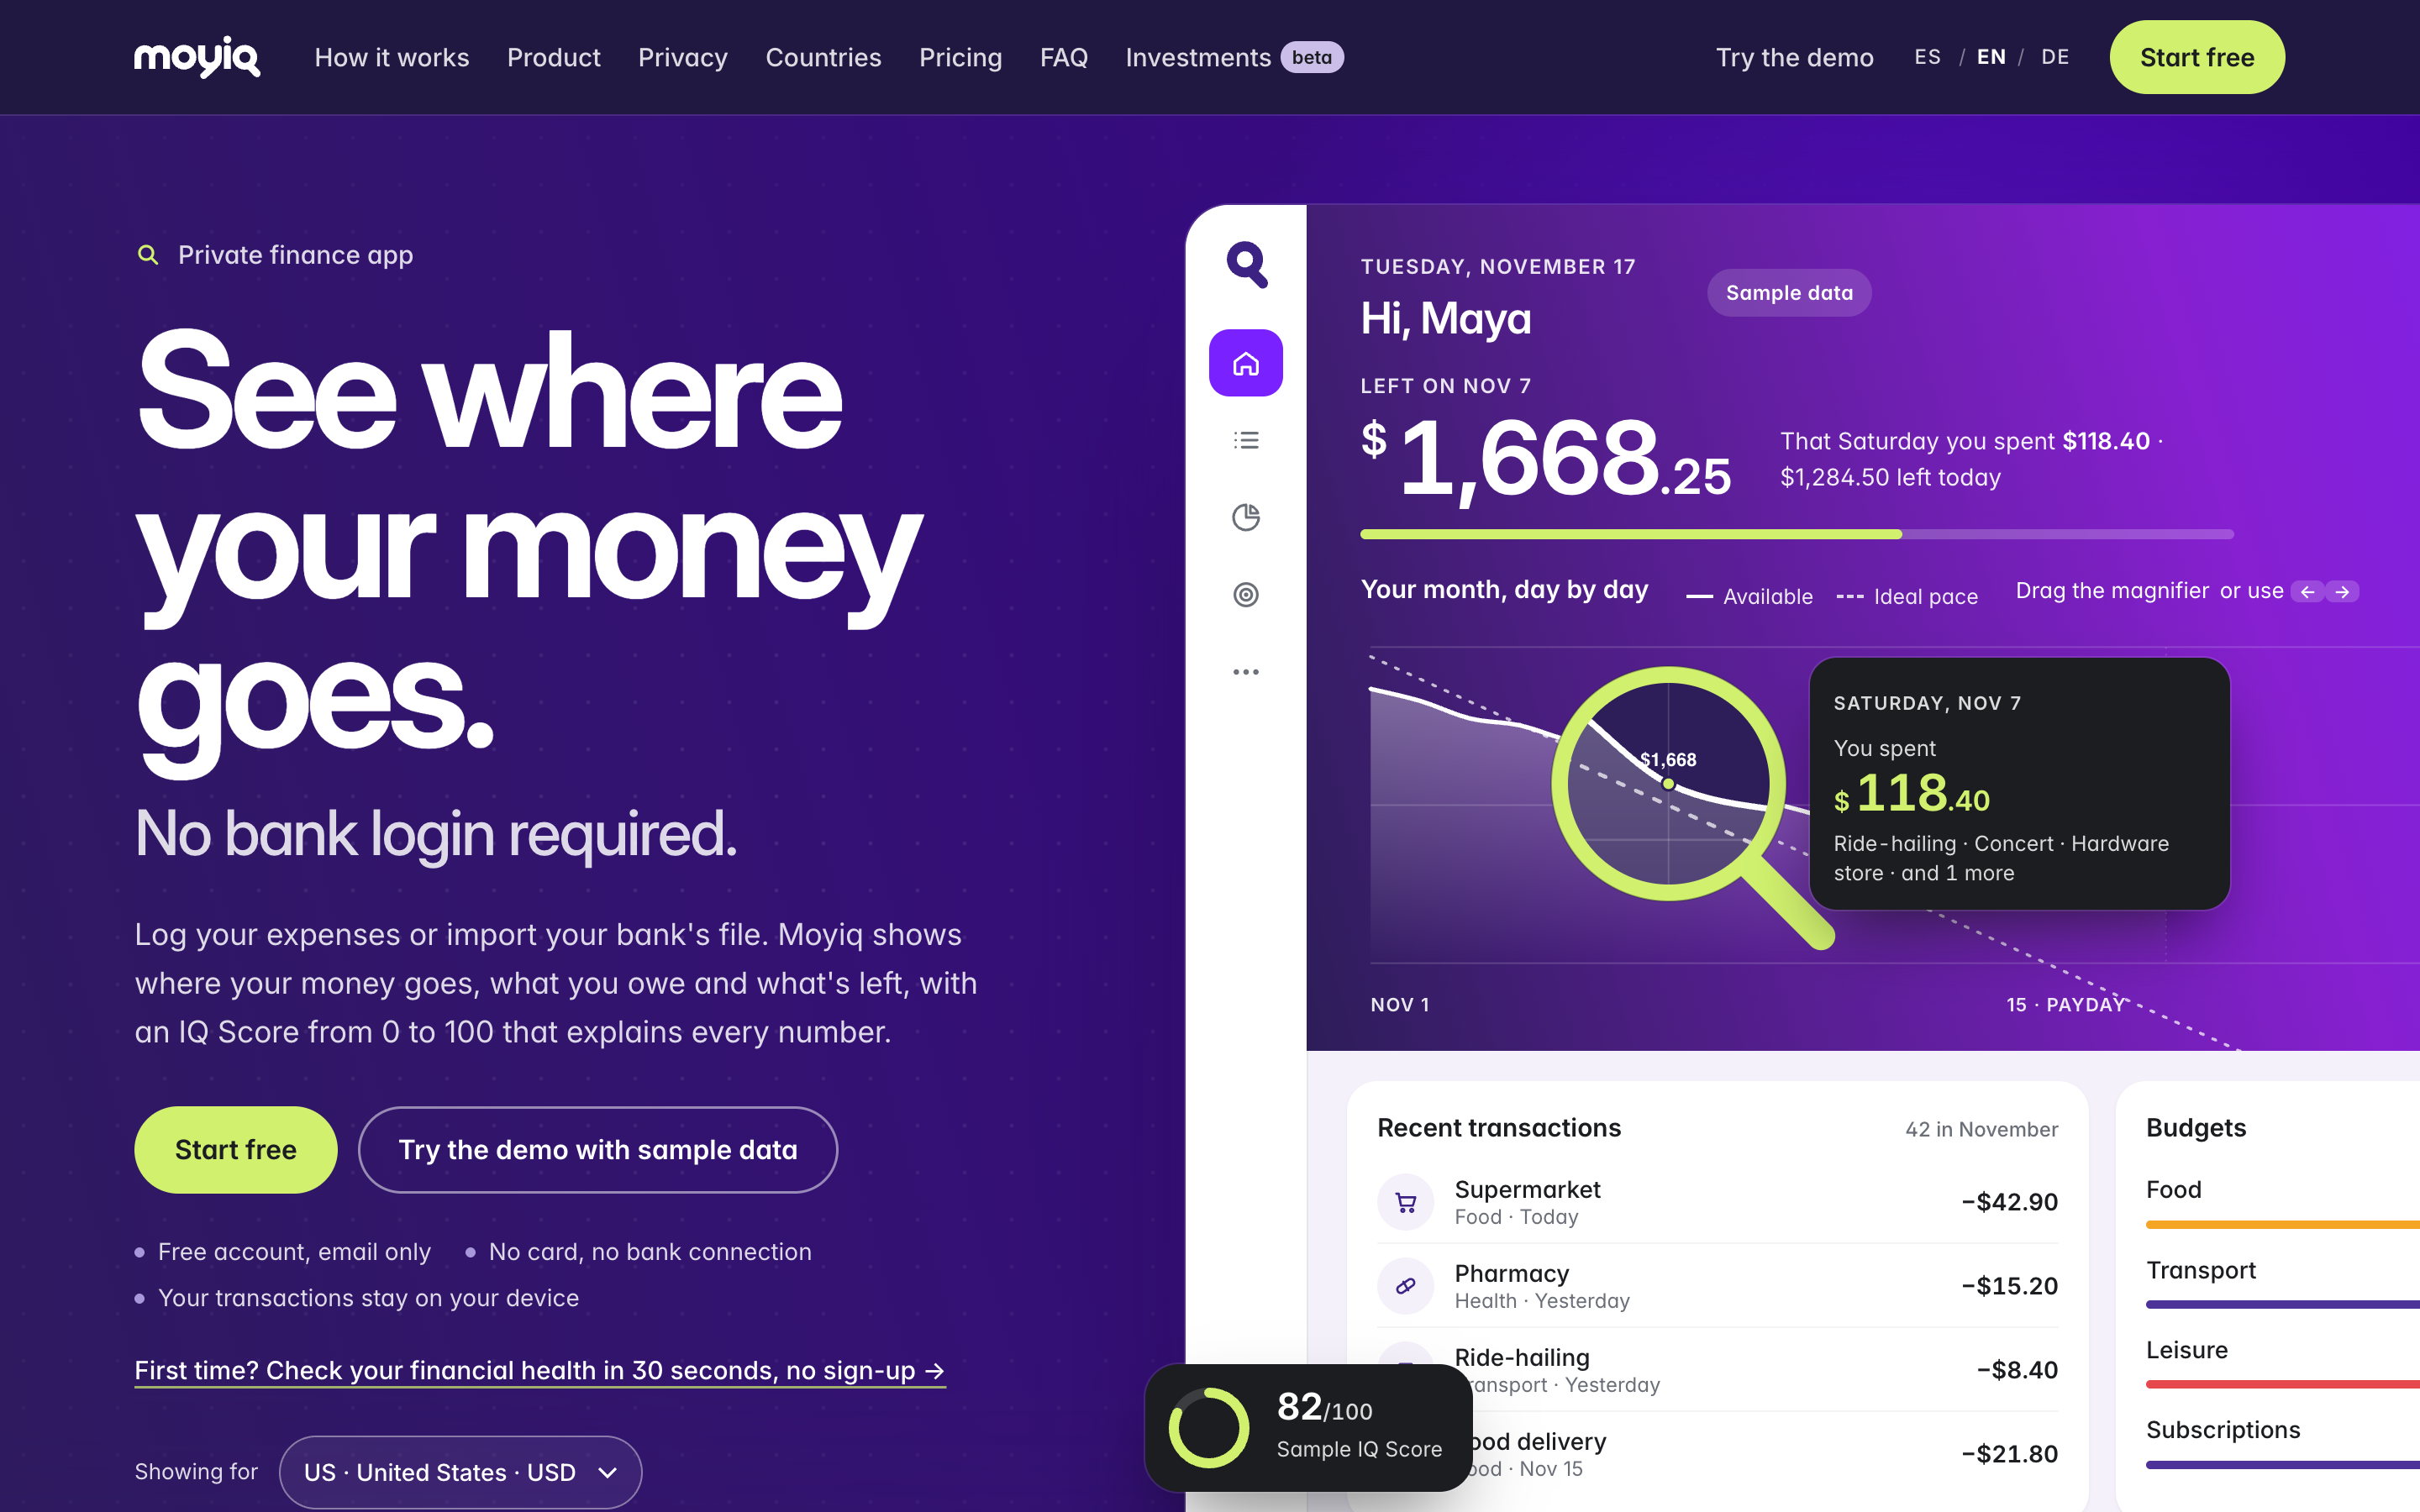 moyiq
How it works
Product
Privacy
Countries
Pricing
FAQ
Investments beta
Try the demo
ES / EN / DE
Start free
Private finance app
See where
your money
goes.
No bank login required.
Log your expenses or import your bank's file. Moyiq shows
where your money goes, what you owe and what's left, with
an IQ Score from 0 to 100 that explains every number.
Start free
Try the demo with sample data
Free account, email only
No card, no bank connection
Your transactions stay on your device
First time? Check your financial health in 30 seconds, no sign-up →
Showing for
US · United States · USD
TUESDAY, NOVEMBER 17
Hi, Maya
Sample data
LEFT ON NOV 7
$1,668.25
That Saturday you spent $118.40 ·
$1,284.50 left today
Your month, day by day
Available
Ideal pace
Drag the magnifier or use ← →
$1,668
SATURDAY, NOV 7
You spent
$118.40
Ride-hailing · Concert · Hardware
store · and 1 more
NOV 1
15 · PAYDAY
Recent transactions
42 in November
Supermarket
Food · Today
−$42.90
Pharmacy
Health · Yesterday
−$15.20
Ride-hailing
ransport · Yesterday
−$8.40
ood delivery
ood · Nov 15
−$21.80
Budgets
Food
Transport
Leisure
Subscriptions
82/100
Sample IQ Score